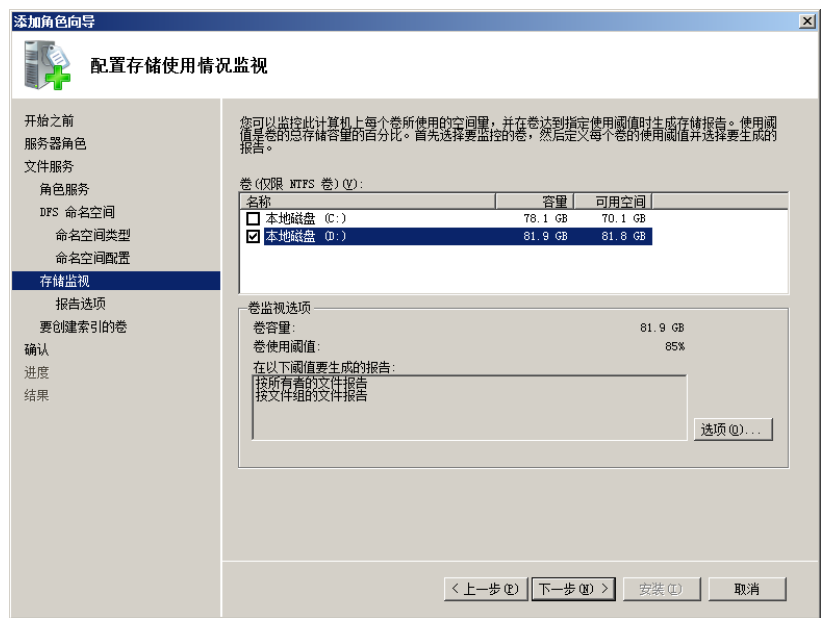 添加角色向导
配置存储使用情况监视
开始之前
服务器角色
文件服务
角色服务
DFS 命名空间
命名空间类型
命名空间配置
存储监视
报告选项
要创建索引的卷
确认
进度
结果
您可以监控此计算机上每个卷所使用的空间量，并在卷达到指定使用阈值时生成存储报告。使用阈
值是卷的总存储容量的百分比。首先选择要监控的卷，然后定义每个卷的使用阈值并选择要生成的
报告。
卷(仅限 NTFS 卷)(V):
名称 容量 可用空间
本地磁盘 (C:) 78.1 GB 70.1 GB
本地磁盘 (D:) 81.9 GB 81.8 GB
卷监视选项
卷容量: 81.9 GB
卷使用阈值: 85%
在以下阈值要生成的报告:
按所有者的文件报告
按文件组的文件报告
选项(O)...
< 上一步(P) 下一步(N) > 安装(I) 取消